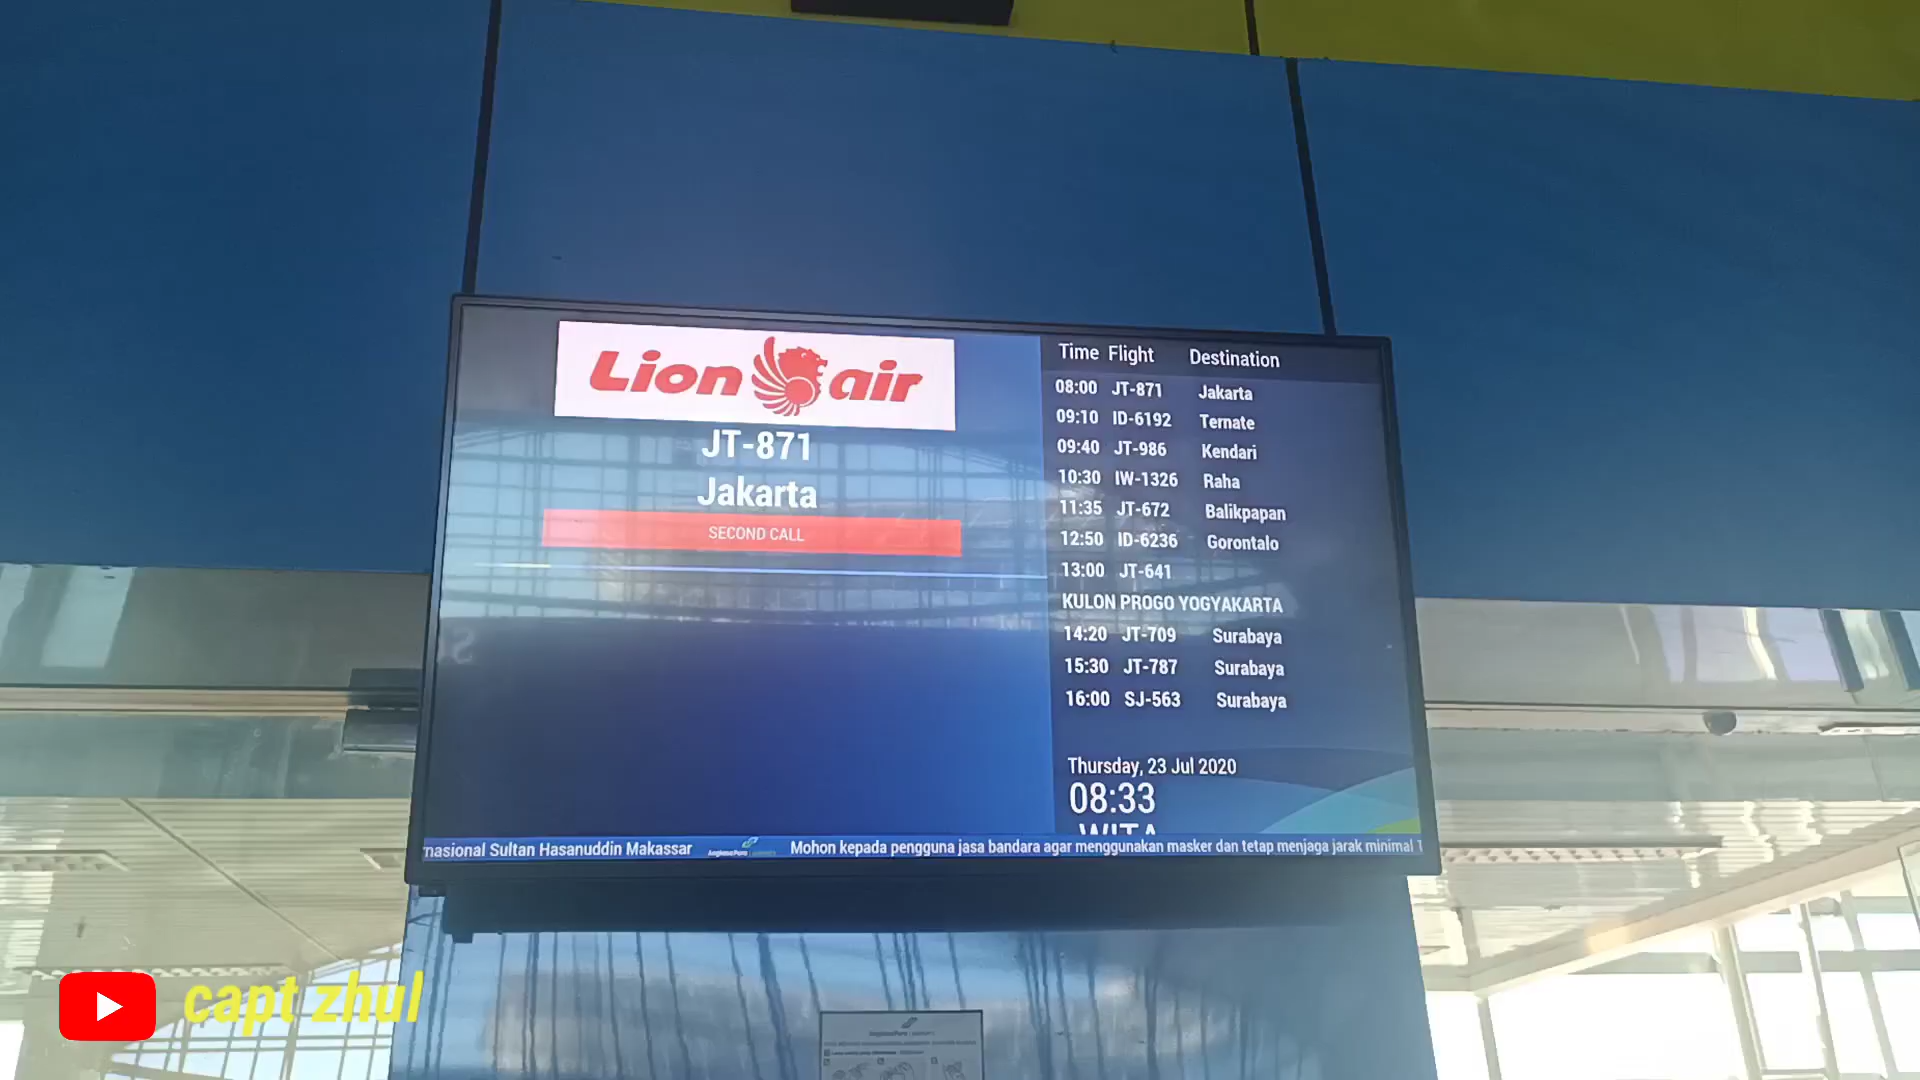 Lion air
JT-871
Jakarta
SECOND CALL
Time Flight Destination
08:00 JT-871 Jakarta
09:10 ID-6192 Ternate
09:40 JT-986 Kendari
10:30 IW-1326 Raha
11:35 JT-672 Balikpapan
12:50 ID-6236 Gorontalo
13:00 JT-641
KULON PROGO YOGYAKARTA
14:20 JT-709 Surabaya
15:30 JT-787 Surabaya
16:00 SJ-563 Surabaya
Thursday, 23 Jul 2020
08:33
WITA
rnasional Sultan Hasanuddin Makassar Mohon kepada pengguna jasa bandara agar menggunakan masker dan tetap menjaga jarak minimal 1
capt zhul